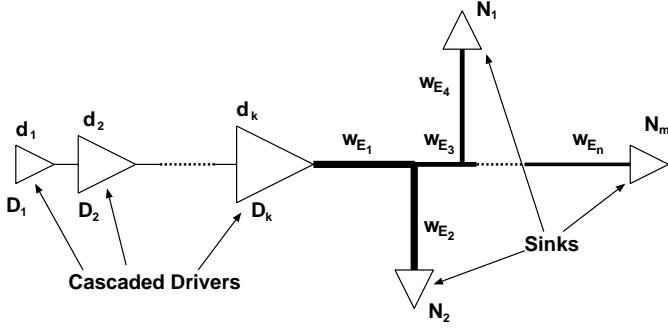 N1
wE4
d1
d2
dk
wE1
wE3
wEn
Nm
D1
D2
Dk
wE2
Sinks
Cascaded Drivers
N2